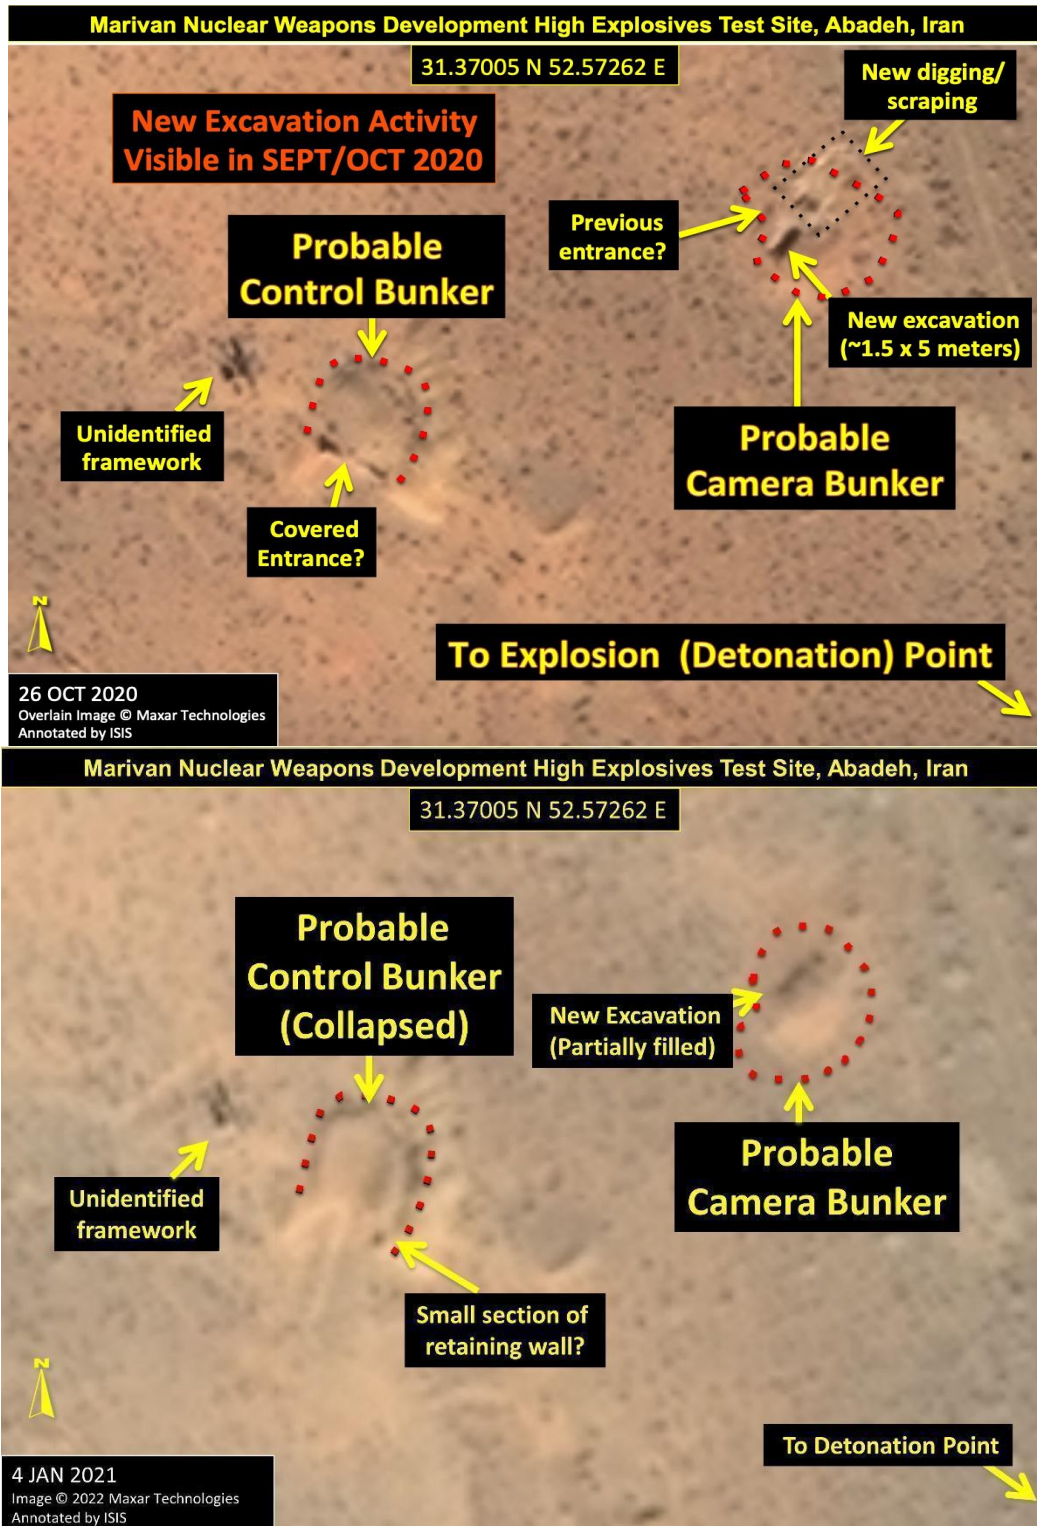 Marivan Nuclear Weapons Development High Explosives Test Site, Abadeh, Iran
31.37005 N 52.57262 E
New digging/
scraping
New Excavation Activity
Visible in SEPT/OCT 2020
Previous
entrance?
Probable
Control Bunker
New excavation
(~1.5 x 5 meters)
Unidentified
framework
Probable
Camera Bunker
Covered
Entrance?
N
To Explosion (Detonation) Point
26 OCT 2020
Overlain Image © Maxar Technologies
Annotated by ISIS
Marivan Nuclear Weapons Development High Explosives Test Site, Abadeh, Iran
31.37005 N 52.57262 E
Probable
Control Bunker
(Collapsed)
New Excavation
(Partially filled)
Probable
Camera Bunker
Unidentified
framework
Small section of
retaining wall?
N
To Detonation Point
4 JAN 2021
Image © 2022 Maxar Technologies
Annotated by ISIS